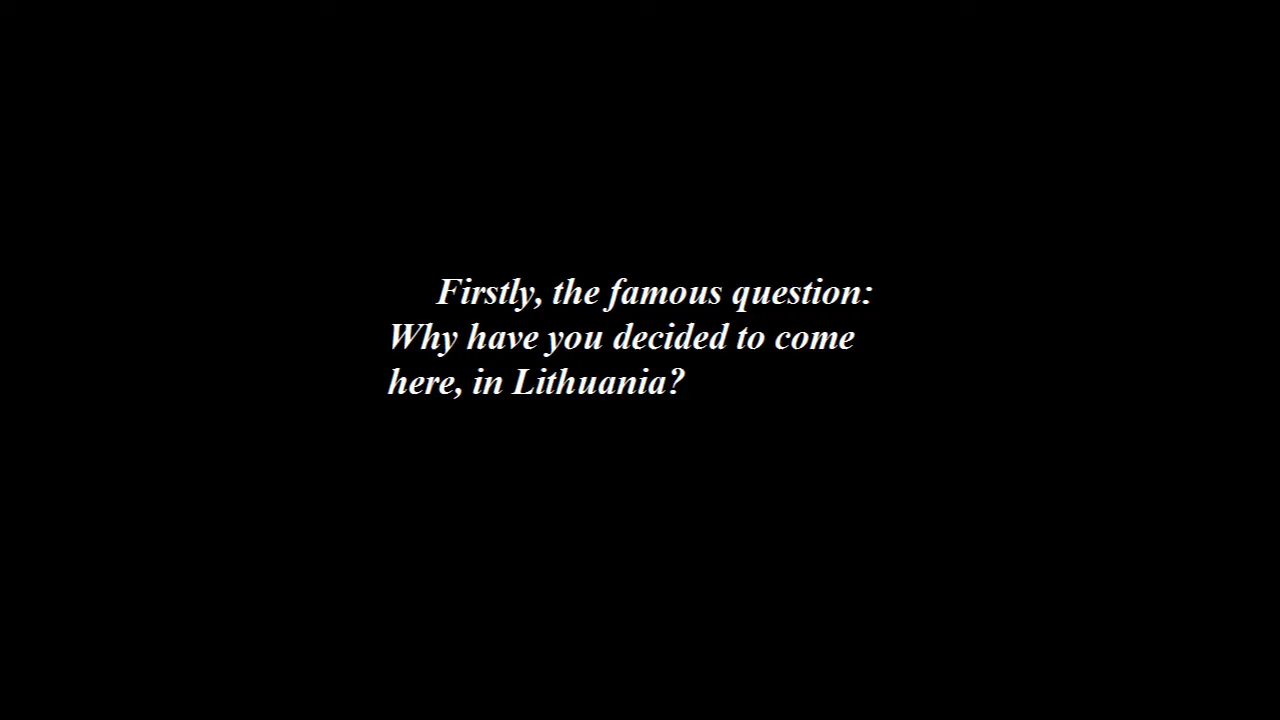 Firstly, the famous question:
Why have you decided to come
here, in Lithuania?